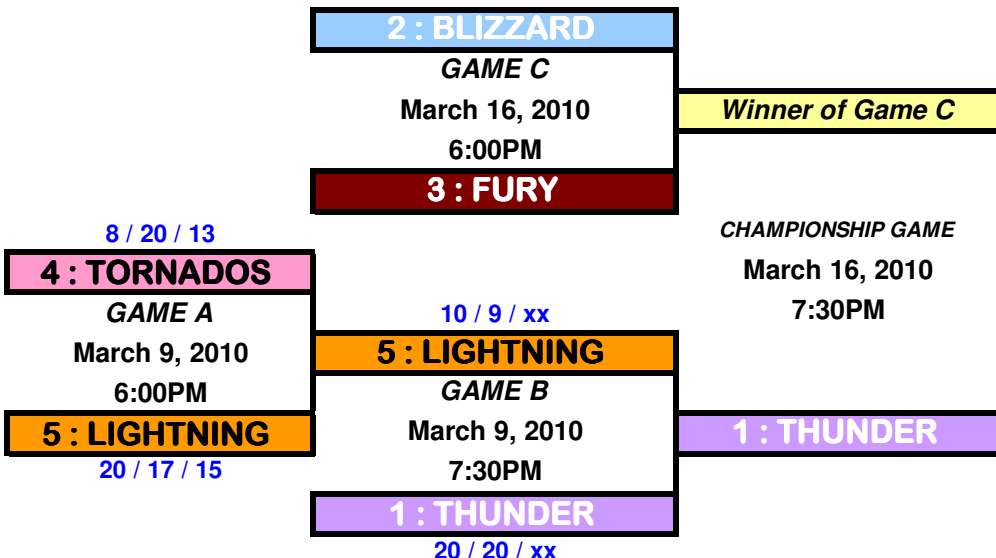 2 : BLIZZARD
GAME C
March 16, 2010
6:00PM
3 : FURY
Winner of Game C
CHAMPIONSHIP GAME
March 16, 2010
7:30PM
8 / 20 / 13
4 : TORNADOS
GAME A
March 9, 2010
6:00PM
5 : LIGHTNING
20 / 17 / 15
10 / 9 / xx
5 : LIGHTNING
GAME B
March 9, 2010
7:30PM
1 : THUNDER
20 / 20 / xx
1 : THUNDER